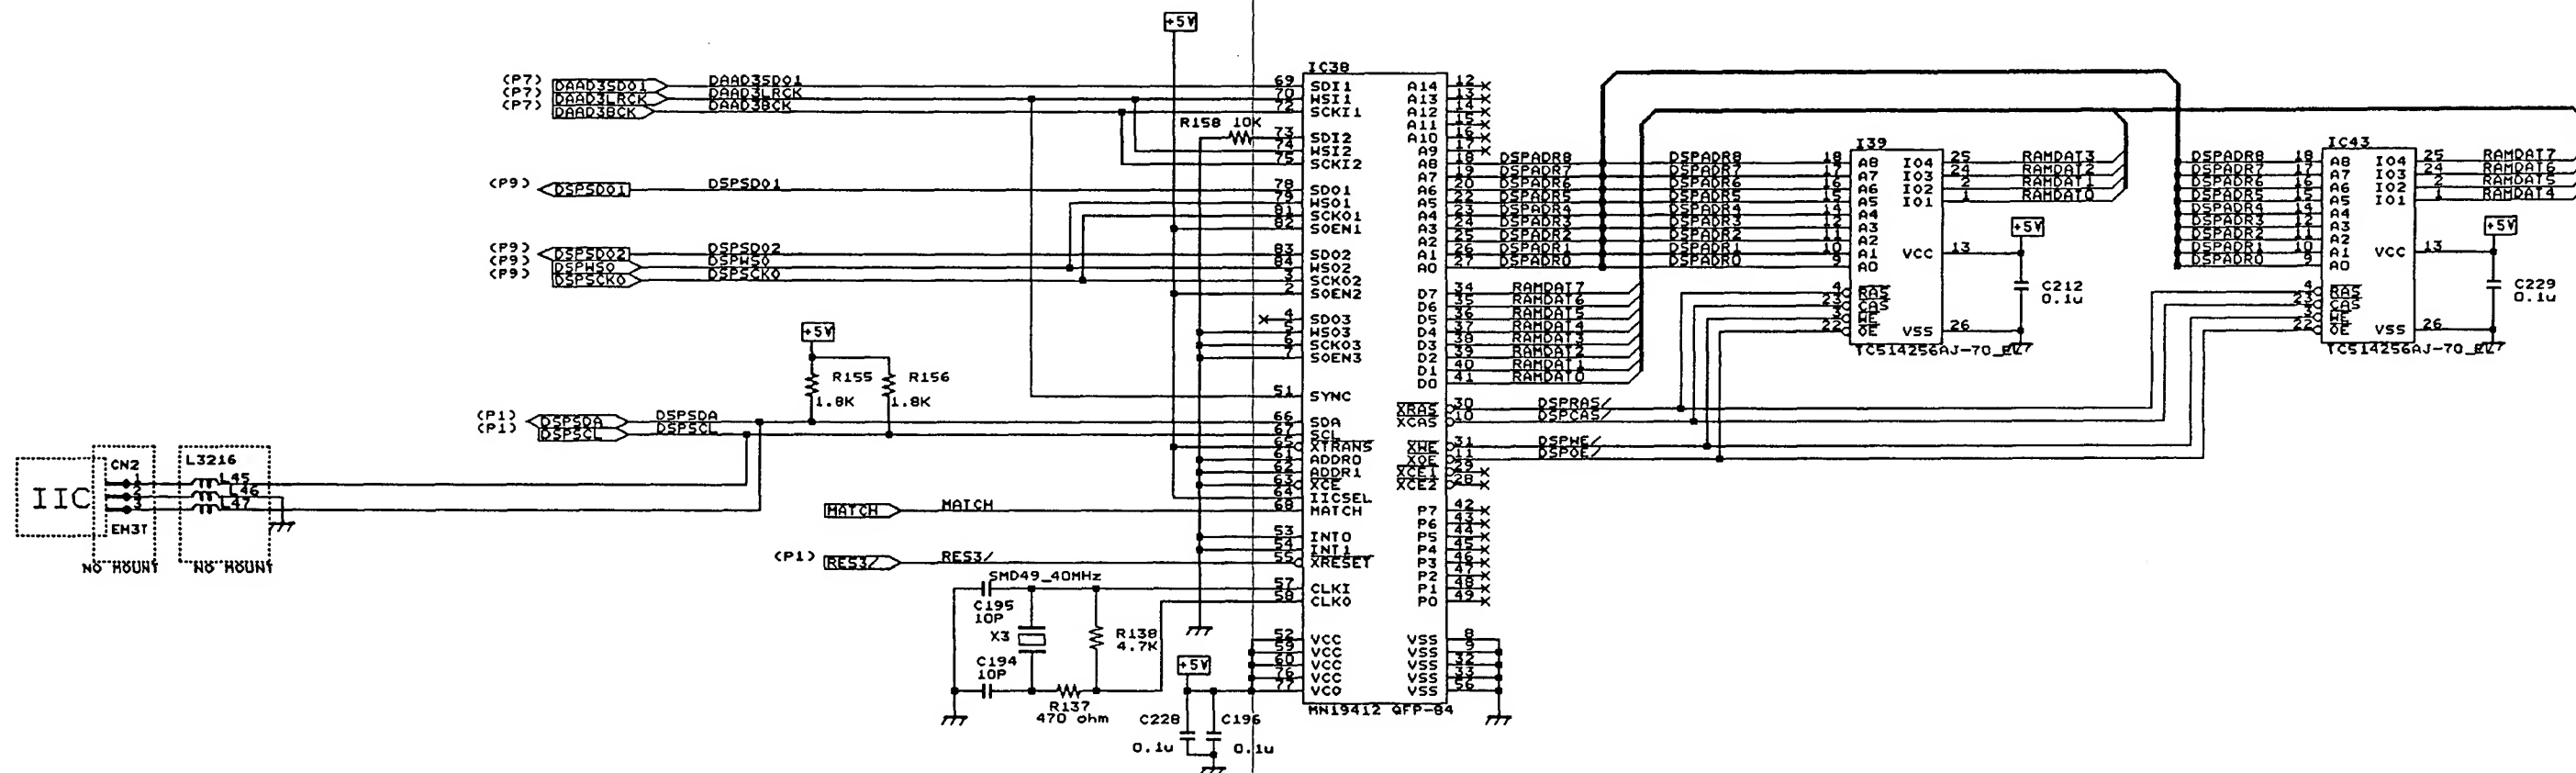 +5V
(P7) DAAD3SDO1 DAAD3SDO1
(P7) DAAD3LRCK DAAD3LRCK
(P7) DAAD3BCK DAAD3BCK
R158 10K
(P9) DSPSDO1 DSPSDO1
(P9) DSPSDO2 DSPSDO2
(P9) DSPWSO DSPWSO
(P9) DSPSCKO DSPSCKO
+5V
R155 R156
1.8K 1.8K
(P1) DSPSDA DSPSDA
(P1) DSPSCL DSPSCL
IIC
CN2
1
2
3
EH3T
NO MOUNT
L3216
L45
L46
L47
NO MOUNT
MATCH MATCH
(P1) RES3/ RES3/
SMD49_40MHz
C195
10P
X3
C194
10P
R138
4.7K
R137
470 ohm
+5V
C228 C196
0.1u 0.1u
IC38
69 SDI1
70 WSI1
72 SCKI1
73 SDI2
74 WSI2
75 SCKI2
78 SDO1
79 WSO1
81 SCKO1
82 SOEN1
83 SDO2
84 WSO2
3 SCKO2
2 SOEN2
4 SDO3
5 WSO3
6 SCKO3
7 SOEN3
51 SYNC
66 SDA
67 SCL
65 XTRANS
61 ADDR0
62 ADDR1
63 XCE
64 IICSEL
68 MATCH
53 INT0
54 INT1
55 XRESET
57 CLKI
58 CLKO
52 VCC
59 VCC
60 VCC
76 VCC
77 VCO
A14 12
A13 13
A12 14
A11 15
A10 16
A9 17
A8 18 DSPADR8 DSPADR8
A7 19 DSPADR7 DSPADR7
A6 20 DSPADR6 DSPADR6
A5 22 DSPADR5 DSPADR5
A4 23 DSPADR4 DSPADR4
A3 24 DSPADR3 DSPADR3
A2 25 DSPADR2 DSPADR2
A1 26 DSPADR1 DSPADR1
A0 27 DSPADR0 DSPADR0
D7 34 RAMDAT7
D6 35 RAMDAT6
D5 36 RAMDAT5
D4 37 RAMDAT4
D3 38 RAMDAT3
D2 39 RAMDAT2
D1 40 RAMDAT1
D0 41 RAMDAT0
XRAS 30 DSPRAS/
XCAS 10 DSPCAS/
XWE 31 DSPWE/
XOE 11 DSPOE/
XCE1 29
XCE2 28
P7 42
P6 43
P5 44
P4 45
P3 46
P2 47
P1 48
P0 49
VSS 8
VSS 9
VSS 32
VSS 33
VSS 56
MN19412 QFP-84
I39
18 A8 IO4 25 RAMDAT3
17 A7 IO3 24 RAMDAT2
16 A6 IO2 2 RAMDAT1
15 A5 IO1 1 RAMDAT0
14 A4
12 A3
11 A2
10 A1 VCC 13
9 A0
4 RAS
23 CAS
3 WE
22 OE VSS 26
TC514256AJ-70_EL
+5V
C212
0.1u
DSPADR8
DSPADR7
DSPADR6
DSPADR5
DSPADR4
DSPADR3
DSPADR2
DSPADR1
DSPADR0
IC43
18 A8 IO4 25 RAMDAT7
17 A7 IO3 24 RAMDAT6
16 A6 IO2 2 RAMDAT5
15 A5 IO1 1 RAMDAT4
14 A4
12 A3
11 A2
10 A1 VCC 13
9 A0
4 RAS
23 CAS
3 WE
22 OE VSS 26
TC514256AJ-70_EL
+5V
C229
0.1u